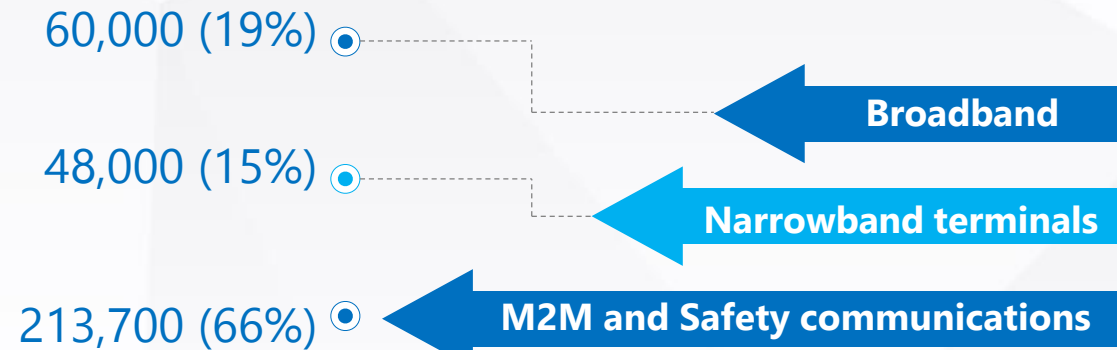 60,000 (19%)
Broadband
48,000 (15%)
Narrowband terminals
213,700 (66%)
M2M and Safety communications